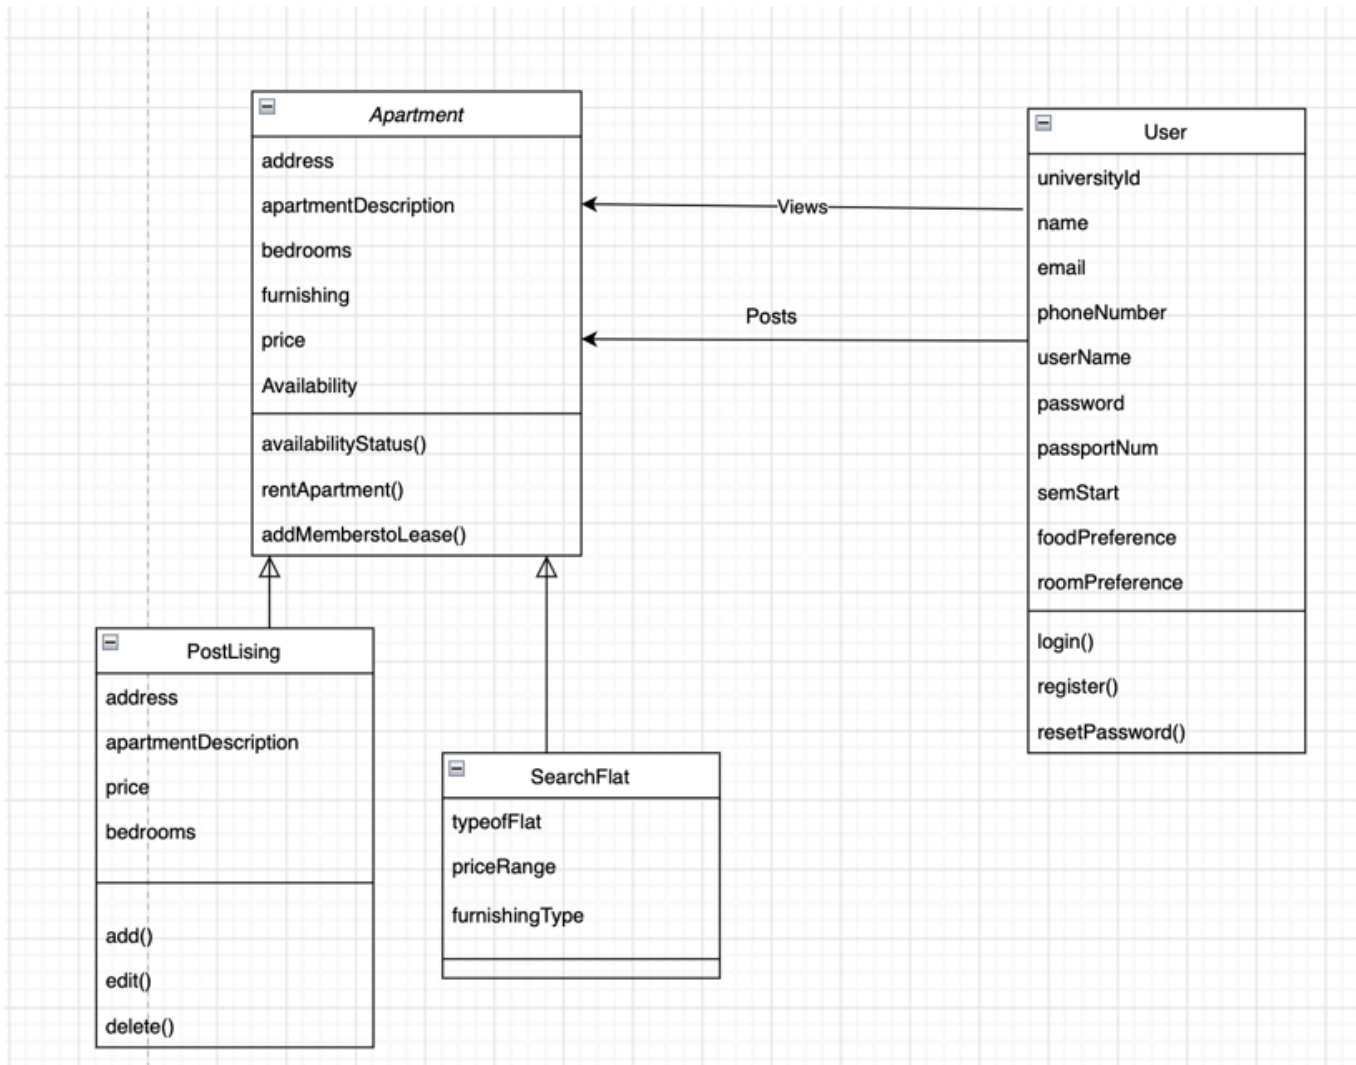 Apartment
address
apartmentDescription
bedrooms
furnishing
price
Availability
availabilityStatus()
rentApartment()
addMemberstoLease()
Views
Posts
User
universityId
name
email
phoneNumber
userName
password
passportNum
semStart
foodPreference
roomPreference
login()
register()
resetPassword()
PostLising
address
apartmentDescription
price
bedrooms
add()
edit()
delete()
SearchFlat
typeofFlat
priceRange
furnishingType